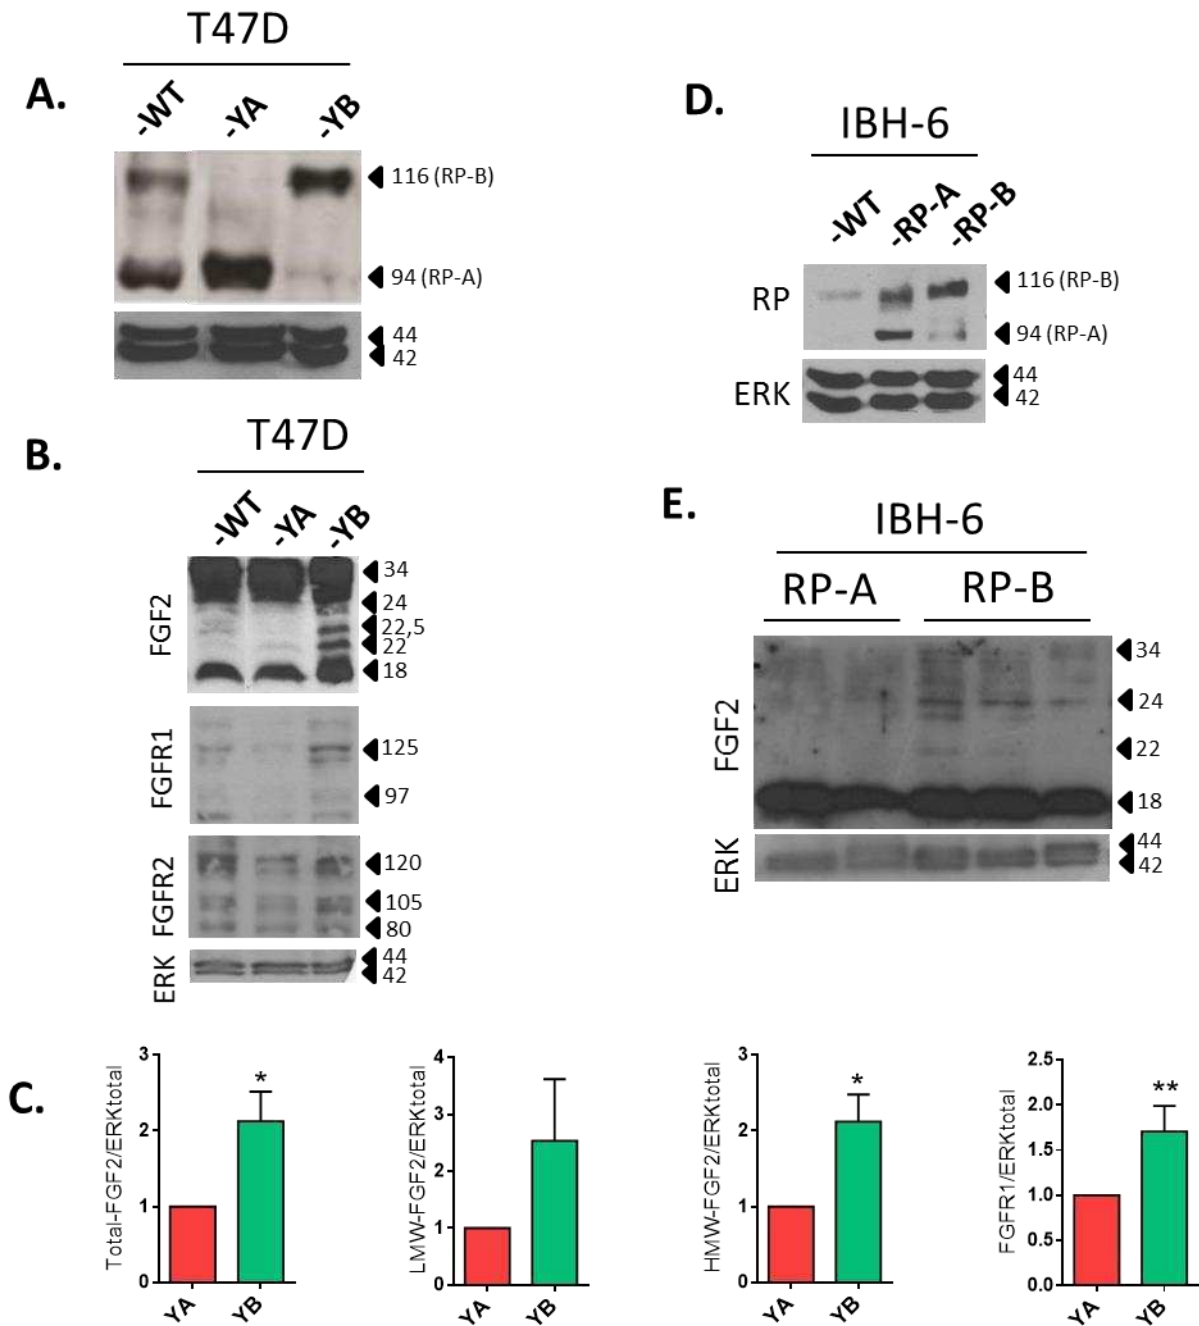 T47D
A.
-WT -YA -YB
116 (RP-B)
94 (RP-A)
44
42
D.
IBH-6
-WT -RP-A -RP-B
RP
116 (RP-B)
94 (RP-A)
ERK
44
42
B.
T47D
-WT -YA -YB
FGF2
34
24
22,5
22
18
FGFR1
125
97
FGFR2
120
105
80
ERK
44
42
E.
IBH-6
RP-A RP-B
FGF2
34
24
22
18
ERK
44
42
C.
Total-FGF2/ERKtotal
3
2
1
0
*
YA YB
LMW-FGF2/ERKtotal
4
3
2
1
0
YA YB
HMW-FGF2/ERKtotal
3
2
1
0
*
YA YB
FGFR1/ERKtotal
2.5
2.0
1.5
1.0
0.5
0.0
**
YA YB